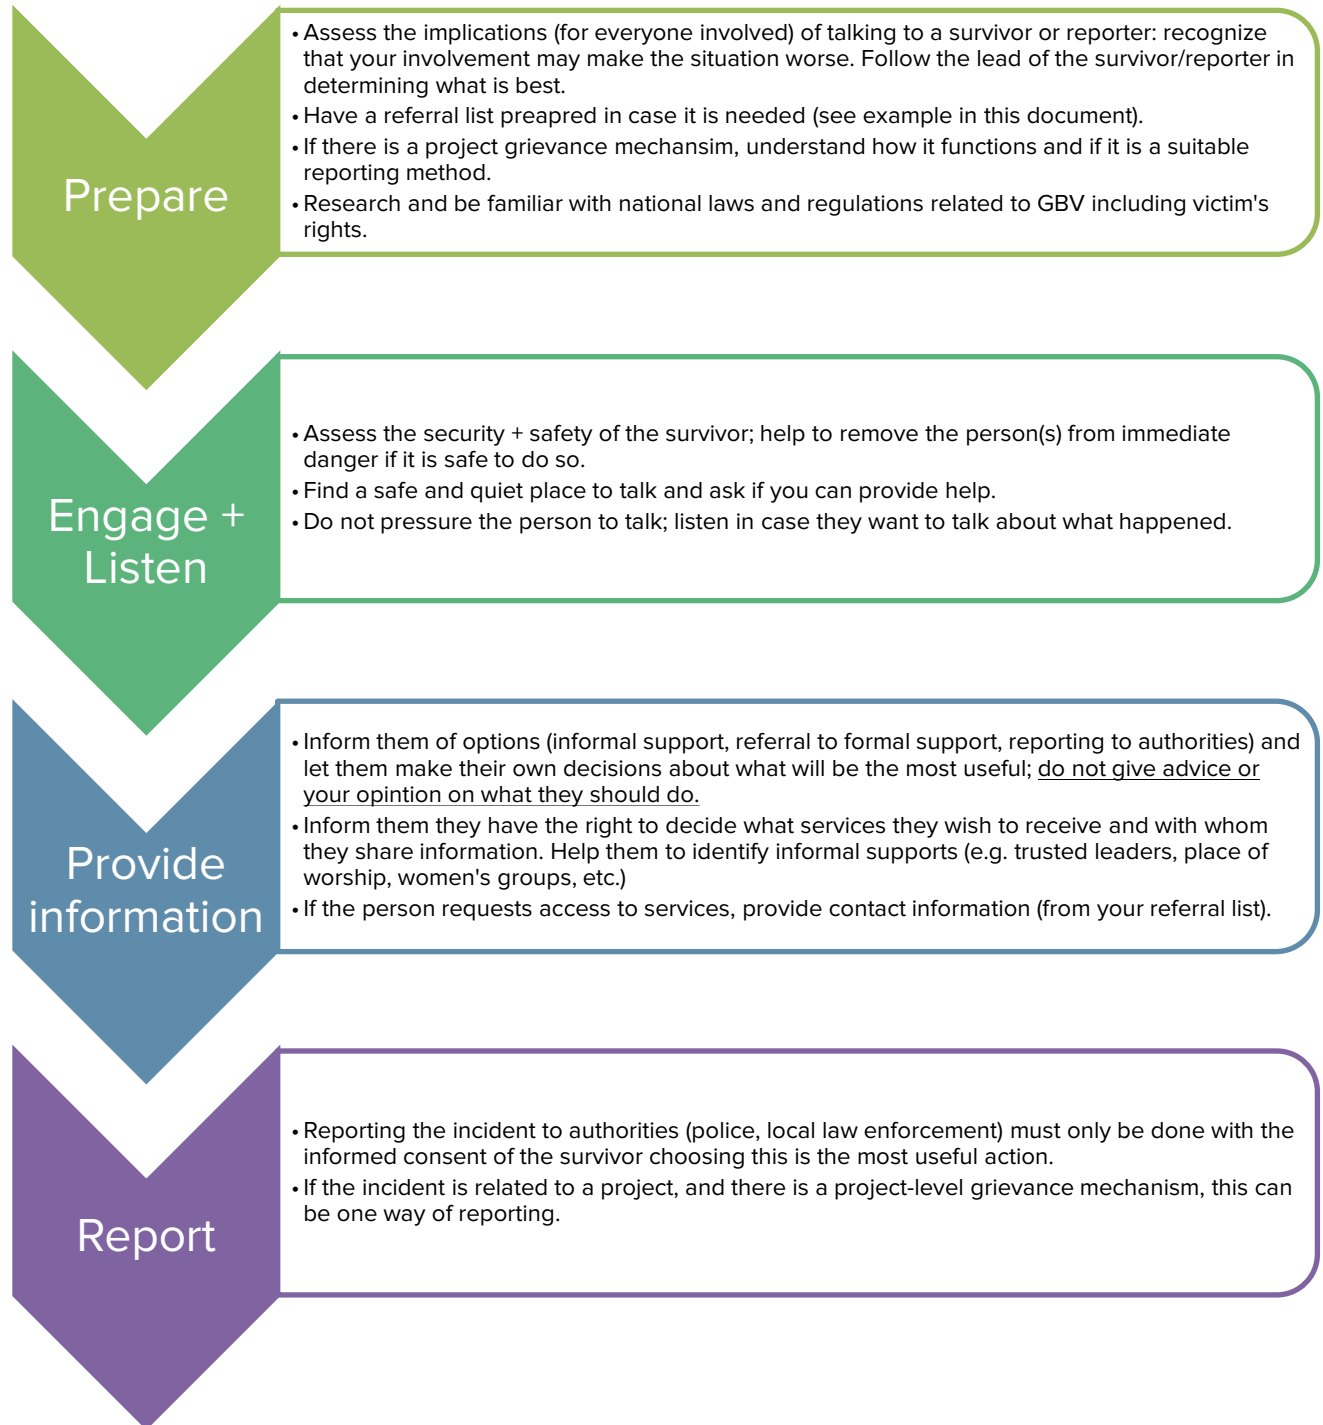 Prepare
• Assess the implications (for everyone involved) of talking to a survivor or reporter: recognize
that your involvement may make the situation worse. Follow the lead of the survivor/reporter in
determining what is best.
• Have a referral list preapred in case it is needed (see example in this document).
• If there is a project grievance mechansim, understand how it functions and if it is a suitable
reporting method.
• Research and be familiar with national laws and regulations related to GBV including victim's
rights.
Engage +
Listen
• Assess the security + safety of the survivor; help to remove the person(s) from immediate
danger if it is safe to do so.
• Find a safe and quiet place to talk and ask if you can provide help.
• Do not pressure the person to talk; listen in case they want to talk about what happened.
Provide
information
• Inform them of options (informal support, referral to formal support, reporting to authorities) and
let them make their own decisions about what will be the most useful; do not give advice or
your opintion on what they should do.
• Inform them they have the right to decide what services they wish to receive and with whom
they share information. Help them to identify informal supports (e.g. trusted leaders, place of
worship, women's groups, etc.)
• If the person requests access to services, provide contact information (from your referral list).
Report
• Reporting the incident to authorities (police, local law enforcement) must only be done with the
informed consent of the survivor choosing this is the most useful action.
• If the incident is related to a project, and there is a project-level grievance mechanism, this can
be one way of reporting.